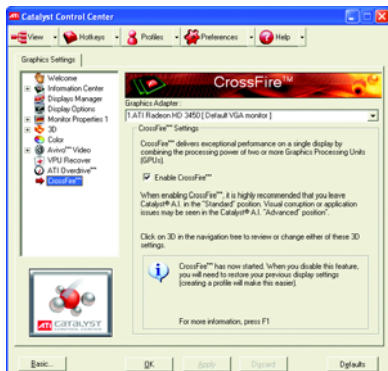 Catalyst Control Center
View Hotkeys Profiles Preferences Help
Graphics Settings
Welcome
Information Center
Displays Manager
Display Options
Monitor Properties 1
3D
Color
Avivo™ Video
VPU Recover
ATI Overdrive™
CrossFire™
CrossFire™
Graphics Adapter:
1.ATI Radeon HD 3450 [ Default VGA monitor ]
CrossFire™ Settings
CrossFire™ delivers exceptional performance on a single display by
combining the processing power of two or more Graphics Processing Units
(GPUs).
Enable CrossFire™
When enabling CrossFire™, it is highly recommended that you leave
Catalyst® A.I. in the "Standard" position. Visual corruption or application
issues may be seen in the Catalyst® A.I. "Advanced" position.
Click on 3D in the navigation tree to review or change either of these 3D
settings.
CrossFire™ has now started. When you disable this feature,
you will need to restore your previous display settings
(creating a profile will make this easier).
For more information, press F1
ATI CATALYST
CONTROL CENTER
Basic...
OK
Apply
Discard
Defaults